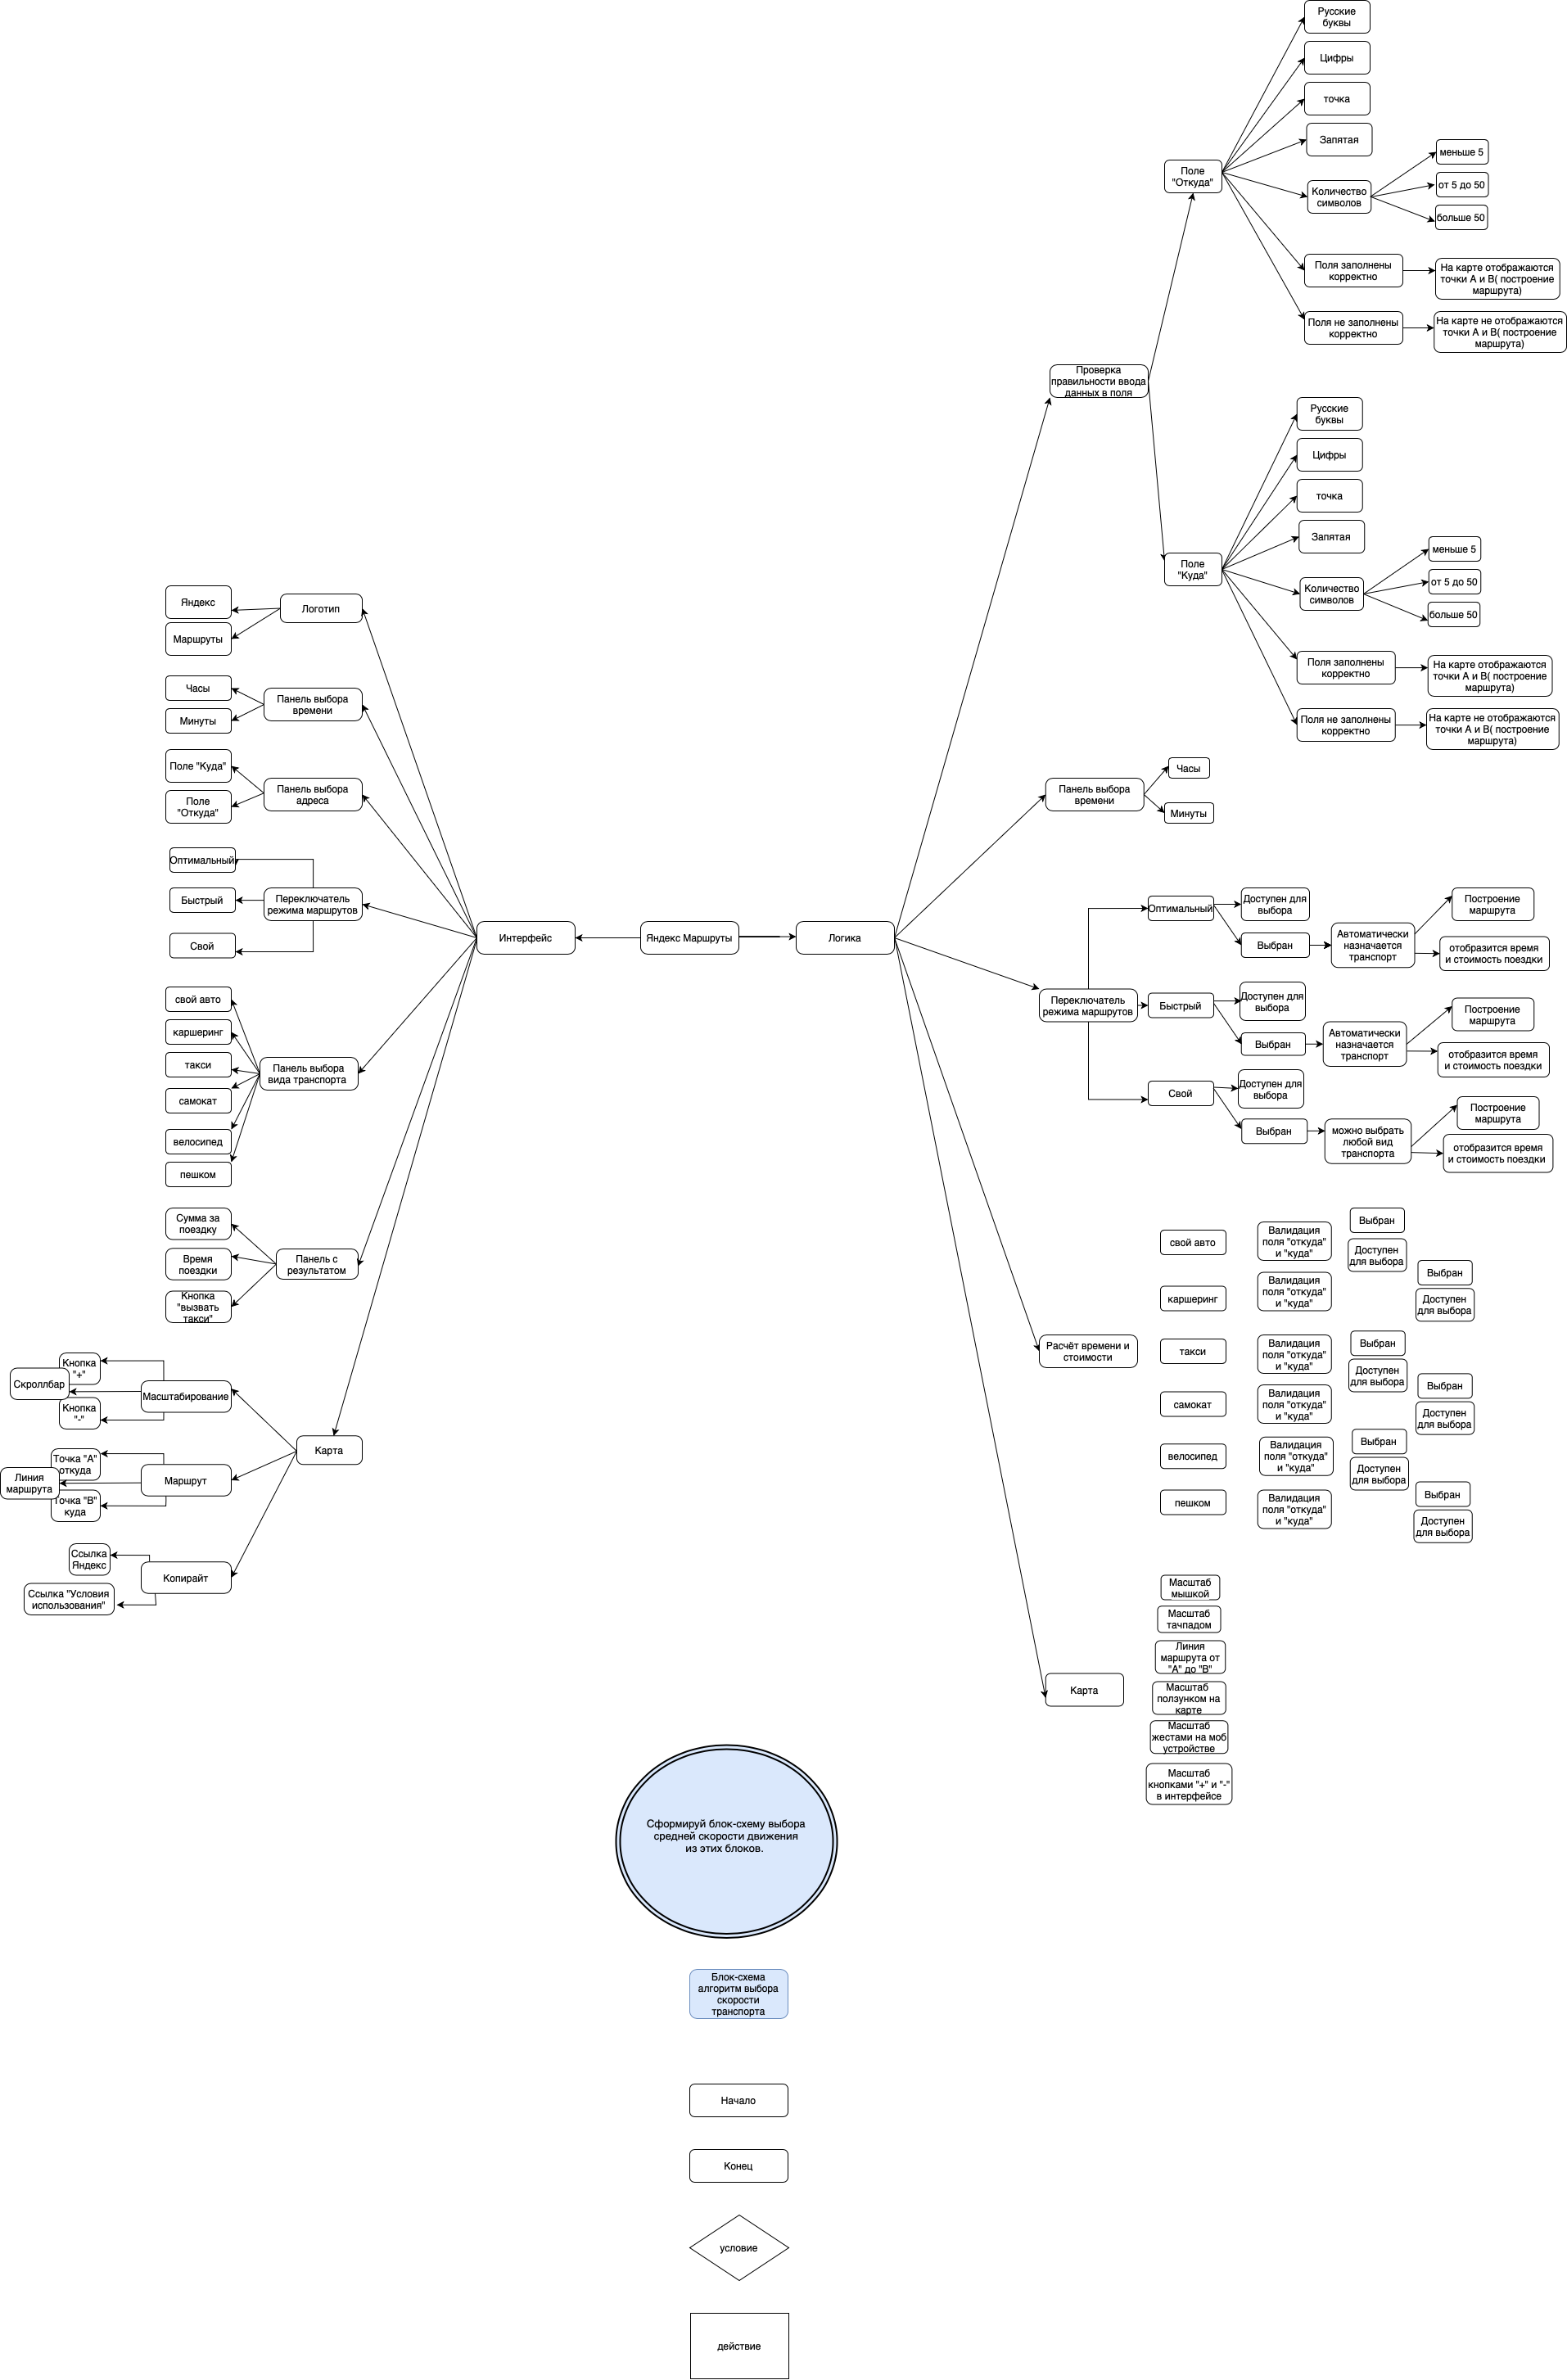 Русские
буквы
Цифры
точка
Запятая
Поле
"Откуда"
Количество
символов
меньше 5
от 5 до 50
больше 50
Поля заполнены
корректно
На карте отображаются
точки А и В( построение
маршрута)
Поля не заполнены
корректно
На карте не отображаются
точки А и В( построение
маршрута)
Проверка
правильности ввода
данных в поля
Русские
буквы
Цифры
точка
Запятая
Поле
"Куда"
Количество
символов
меньше 5
от 5 до 50
больше 50
Поля заполнены
корректно
На карте отображаются
точки А и В( построение
маршрута)
Поля не заполнены
корректно
На карте не отображаются
точки А и В( построение
маршрута)
Яндекс
Маршруты
Логотип
Часы
Минуты
Панель выбора
времени
Поле "Куда"
Поле
"Откуда"
Панель выбора
адреса
Оптимальный
Быстрый
Свой
Переключатель
режима маршрутов
Интерфейс
Яндекс Маршруты
Логика
свой авто
каршеринг
такси
самокат
велосипед
пешком
Панель выбора
вида транспорта
Сумма за
поездку
Время
поездки
Кнопка
"вызвать
такси"
Панель с
результатом
Кнопка
"+"
Скроллбар
Кнопка
"-"
Масштабирование
Точка "А"
откуда
Линия
маршрута
Точка "В"
куда
Маршрут
Карта
Ссылка
Яндекс
Ссылка "Условия
использования"
Копирайт
Панель выбора
времени
Часы
Минуты
Переключатель
режима маршрутов
Оптимальный
Доступен для
выбора
Выбран
Автоматически
назначается
транспорт
Построение
маршрута
отобразится время
и стоимость поездки
Быстрый
Доступен для
выбора
Выбран
Автоматически
назначается
транспорт
Построение
маршрута
отобразится время
и стоимость поездки
Свой
Доступен для
выбора
Выбран
можно выбрать
любой вид
транспорта
Построение
маршрута
отобразится время
и стоимость поездки
Расчёт времени и
стоимости
свой авто
Валидация
поля "откуда"
и "куда"
Выбран
Доступен
для выбора
каршеринг
Валидация
поля "откуда"
и "куда"
Выбран
Доступен
для выбора
такси
Валидация
поля "откуда"
и "куда"
Выбран
Доступен
для выбора
самокат
Валидация
поля "откуда"
и "куда"
Выбран
Доступен
для выбора
велосипед
Валидация
поля "откуда"
и "куда"
Выбран
Доступен
для выбора
пешком
Валидация
поля "откуда"
и "куда"
Выбран
Доступен
для выбора
Карта
Масштаб
мышкой
Масштаб
тачпадом
Линия
маршрута от
"А" до "В"
Масштаб
ползунком на
карте
Масштаб
жестами на моб
устройстве
Масштаб
кнопками "+" и "-"
в интерфейсе
Сформируй блок-схему выбора
средней скорости движения
из этих блоков.
Блок-схема
алгоритм выбора
скорости
транспорта
Начало
Конец
условие
действие